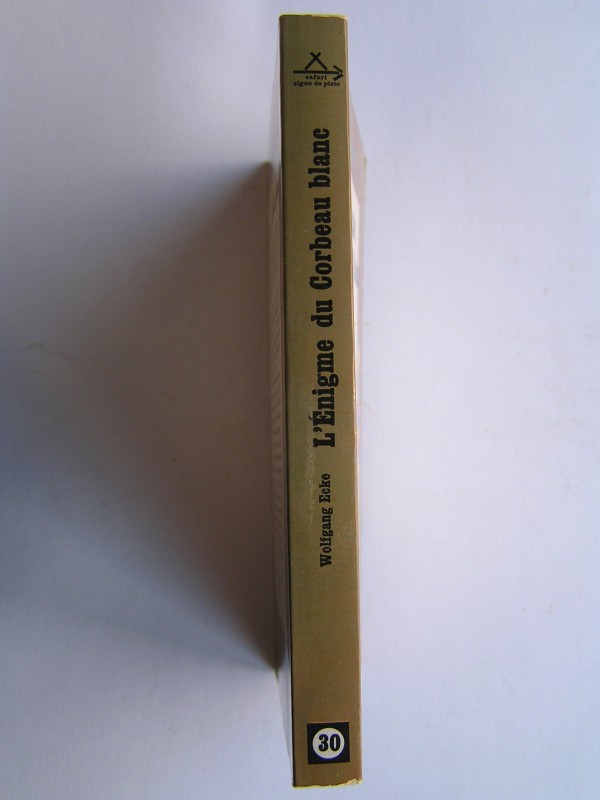 safari
signe de piste
L'Énigme du Corbeau blanc
Wolfgang Ecke
30